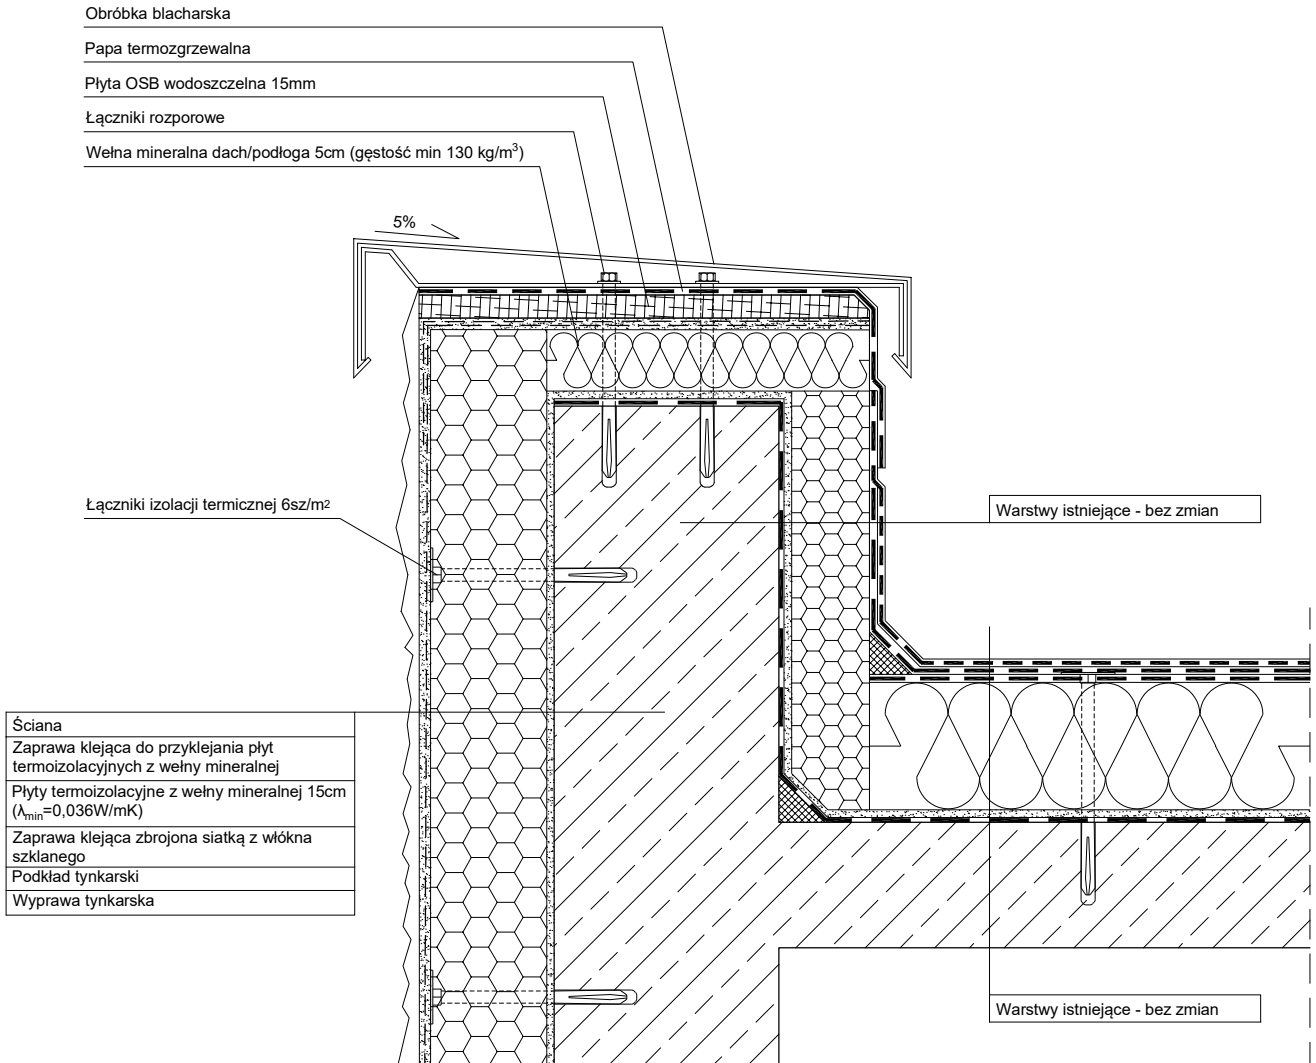 Obróbka blacharska
Papa termozgrzewalna
Płyta OSB wodoszczelna 15mm
Łączniki rozporowe
Wełna mineralna dach/podłoga 5cm (gęstość min 130 kg/m³)
5%
Łączniki izolacji termicznej 6sz/m2
Warstwy istniejące - bez zmian
Ściana
Zaprawa klejąca do przyklejania płyt
termoizolacyjnych z wełny mineralnej
Płyty termoizolacyjne z wełny mineralnej 15cm
(λmin=0,036W/mK)
Zaprawa klejąca zbrojona siatką z włókna
szklanego
Podkład tynkarski
Wyprawa tynkarska
Warstwy istniejące - bez zmian